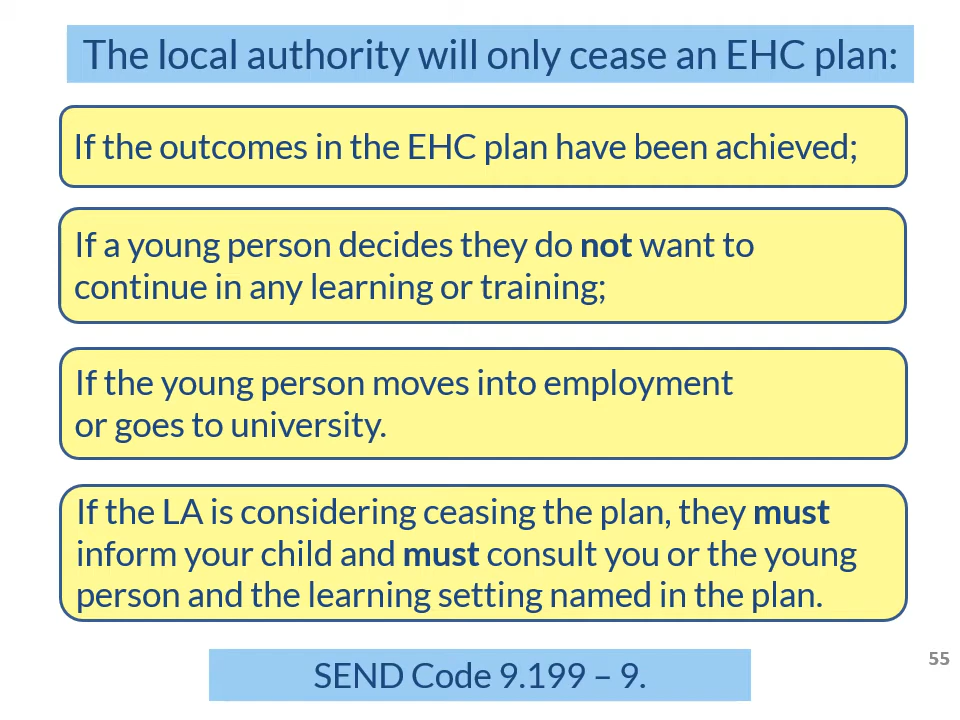 The local authority will only cease an EHC plan:
If the outcomes in the EHC plan have been achieved;
If a young person decides they do not want to
continue in any learning or training;
If the young person moves into employment
or goes to university.
If the LA is considering ceasing the plan, they must
inform your child and must consult you or the young
person and the learning setting named in the plan.
55
SEND Code 9.199 – 9.